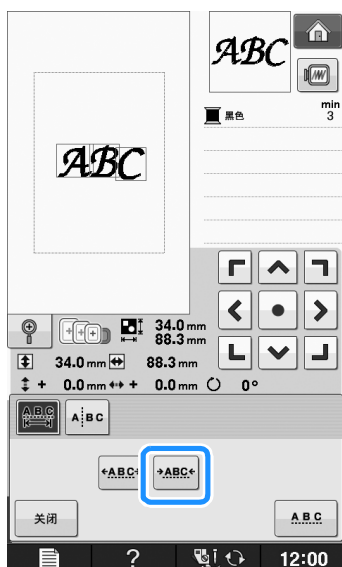 ABC
黑色
min
3
ABC
34.0 mm
88.3 mm
34.0 mm 88.3 mm
+ 0.0 mm + 0.0 mm 0°
ABC A BC
ABC ABC
关闭 ABC
? 12:00